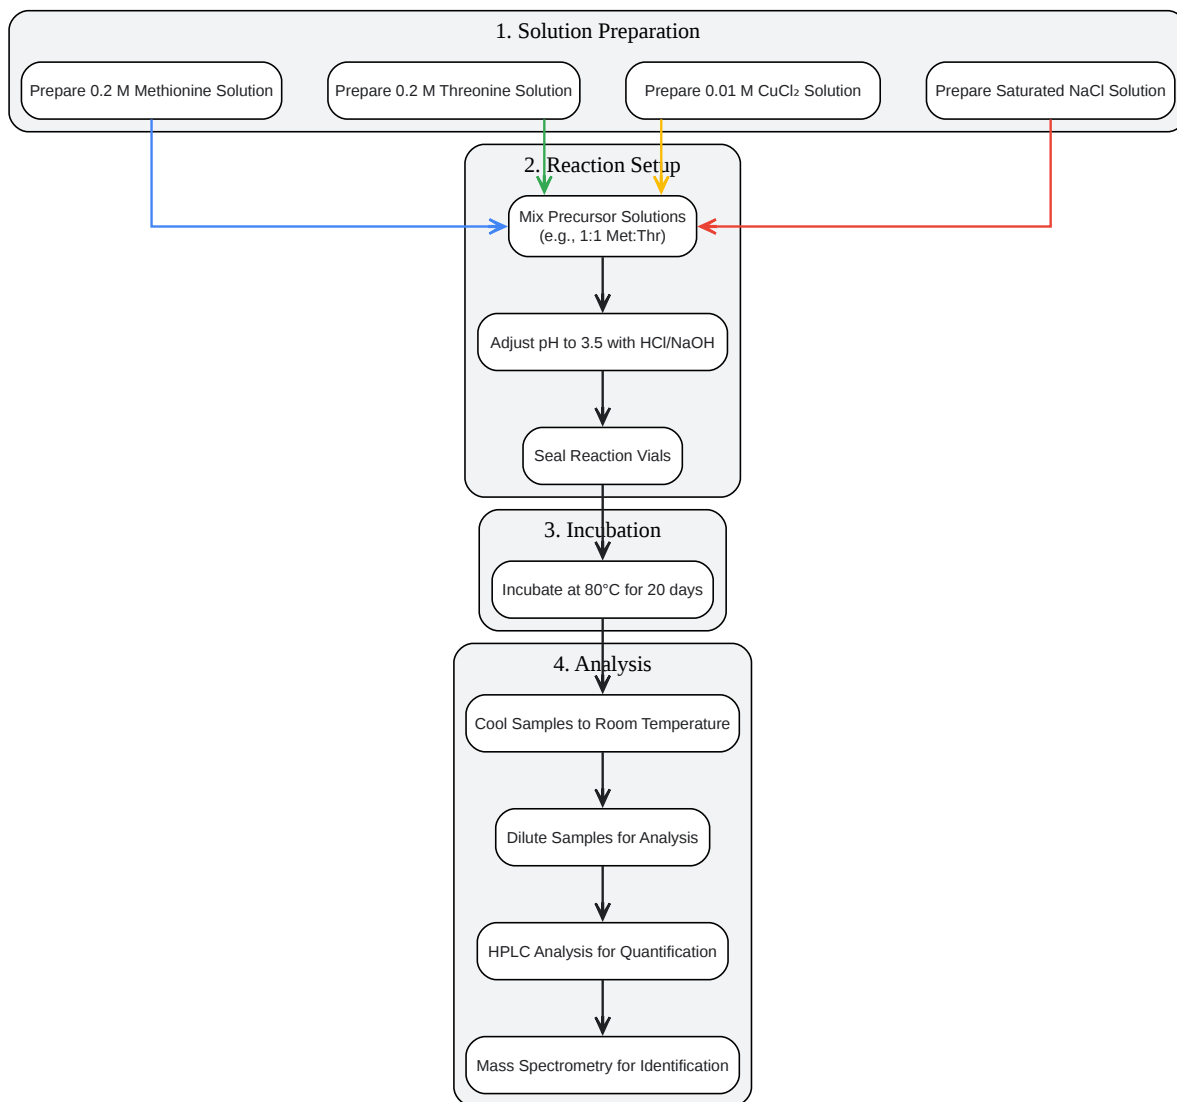 1. Solution Preparation
Prepare 0.2 M Methionine Solution
Prepare 0.2 M Threonine Solution
Prepare 0.01 M CuCl₂ Solution
Prepare Saturated NaCl Solution
2. Reaction Setup
Mix Precursor Solutions
(e.g., 1:1 Met:Thr)
Adjust pH to 3.5 with HCl/NaOH
Seal Reaction Vials
3. Incubation
Incubate at 80°C for 20 days
4. Analysis
Cool Samples to Room Temperature
Dilute Samples for Analysis
HPLC Analysis for Quantification
Mass Spectrometry for Identification